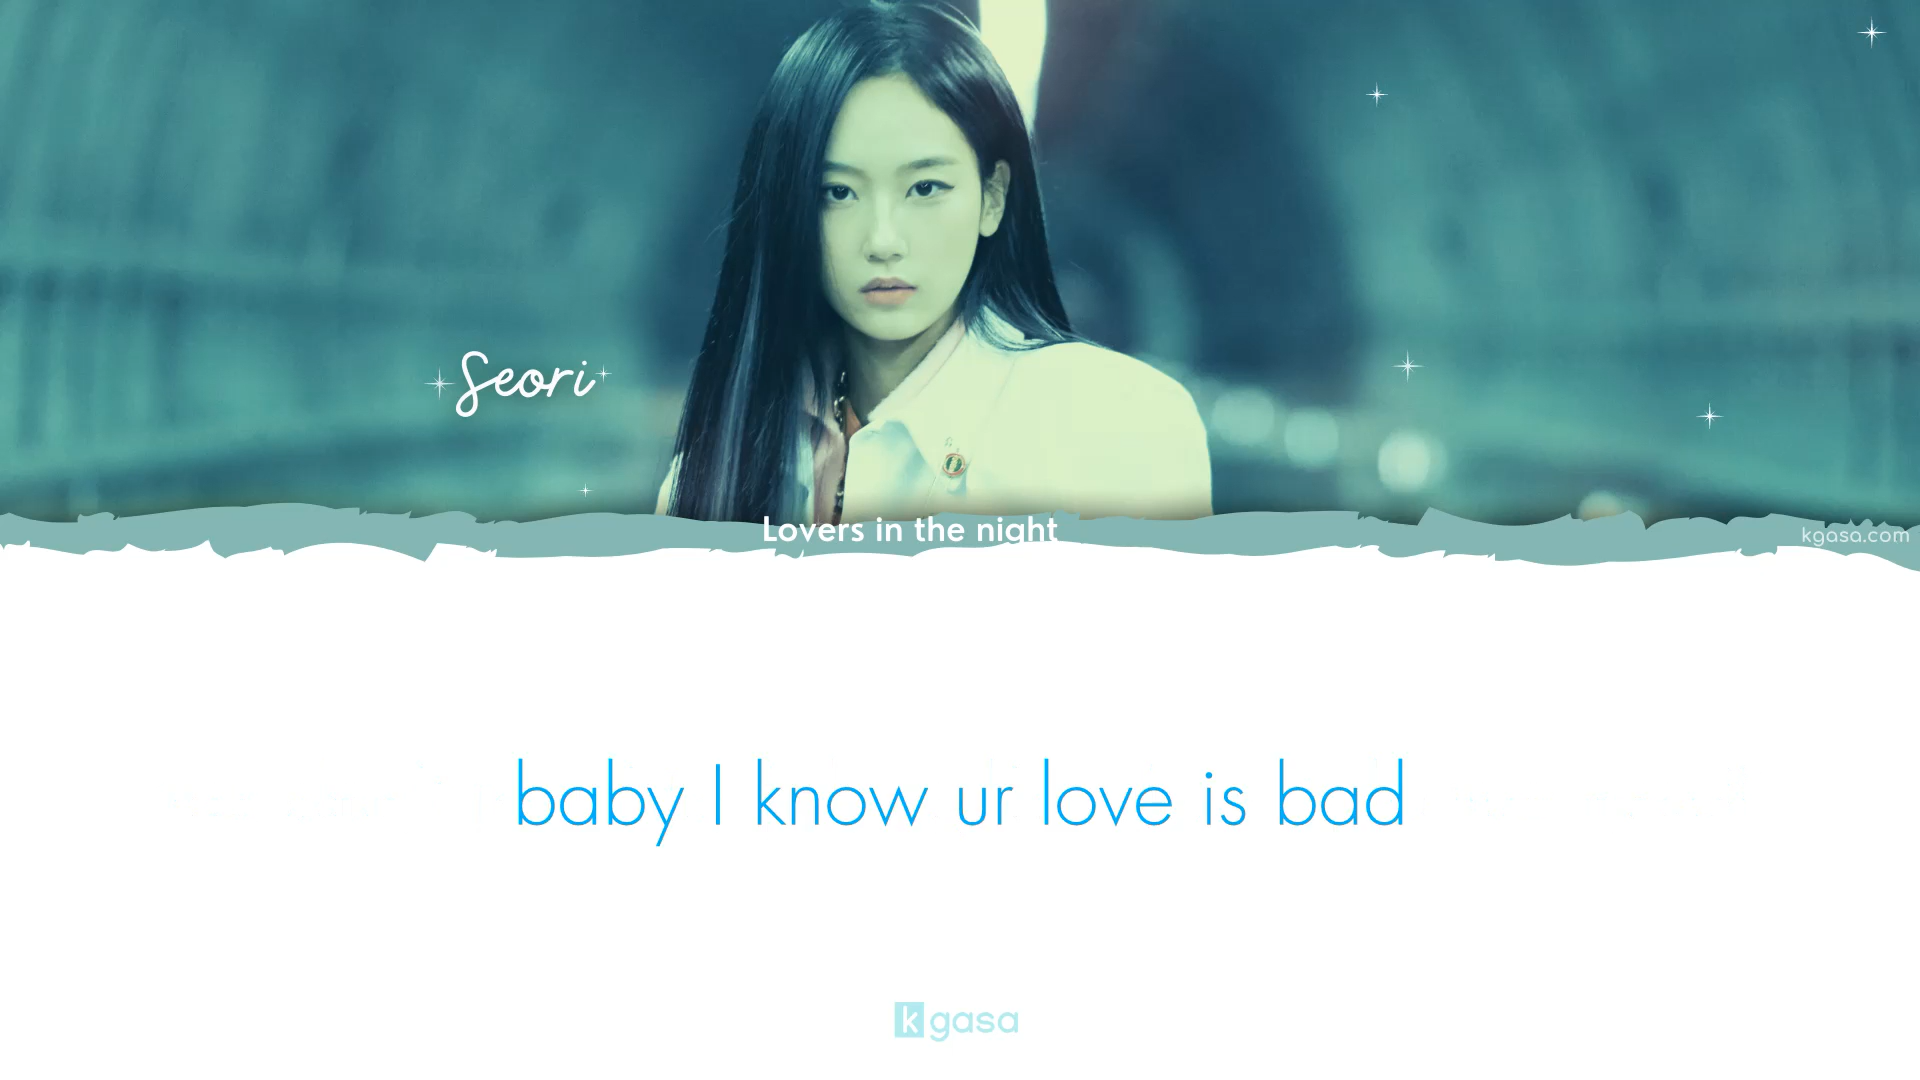 Seori
Lovers in the night
kgasa.com
baby I know ur love is bad
kgasa